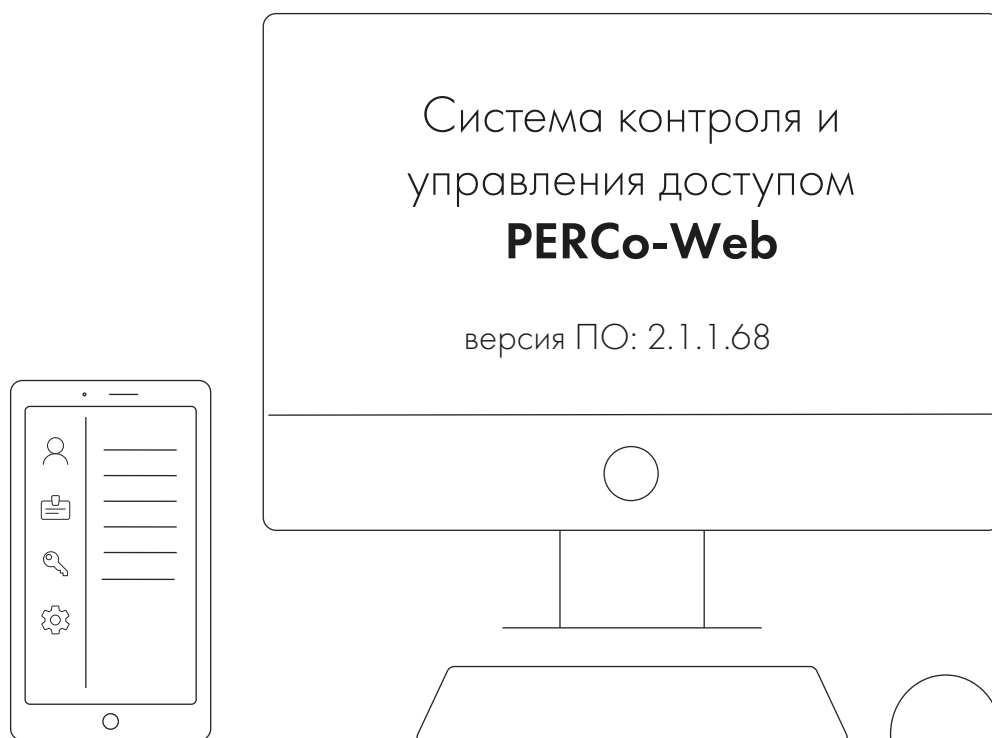 Система контроля и
управления доступом
PERCo-Web
версия ПО: 2.1.1.68